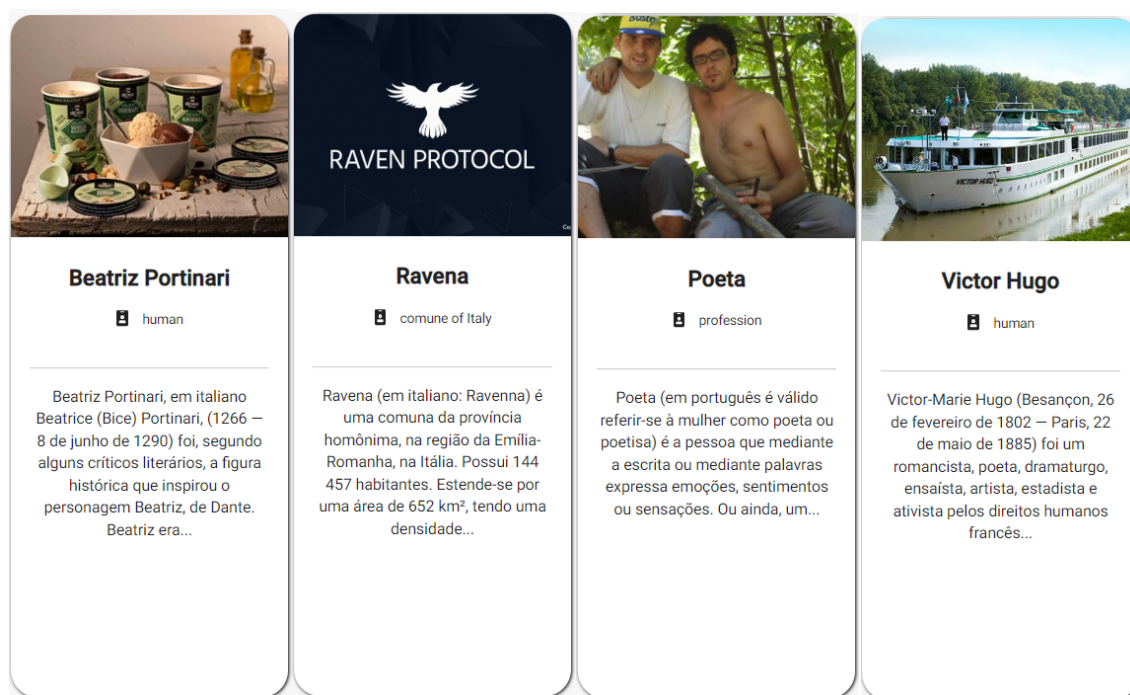 RAVEN PROTOCOL
Co
Busto
VICTOR HUGO
Beatriz Portinari
human
Beatriz Portinari, em italiano
Beatrice (Bice) Portinari, (1266 —
8 de junho de 1290) foi, segundo
alguns críticos literários, a figura
histórica que inspirou o
personagem Beatriz, de Dante.
Beatriz era...
Ravena
comune of Italy
Ravena (em italiano: Ravenna) é
uma comuna da província
homônima, na região da Emília-
Romanha, na Itália. Possui 144
457 habitantes. Estende-se por
uma área de 652 km², tendo uma
densidade...
Poeta
profession
Poeta (em português é válido
referir-se à mulher como poeta ou
poetisa) é a pessoa que mediante
a escrita ou mediante palavras
expressa emoções, sentimentos
ou sensações. Ou ainda, um...
Victor Hugo
human
Victor-Marie Hugo (Besançon, 26
de fevereiro de 1802 — Paris, 22
de maio de 1885) foi um
romancista, poeta, dramaturgo,
ensaísta, artista, estadista e
ativista pelos direitos humanos
francês...